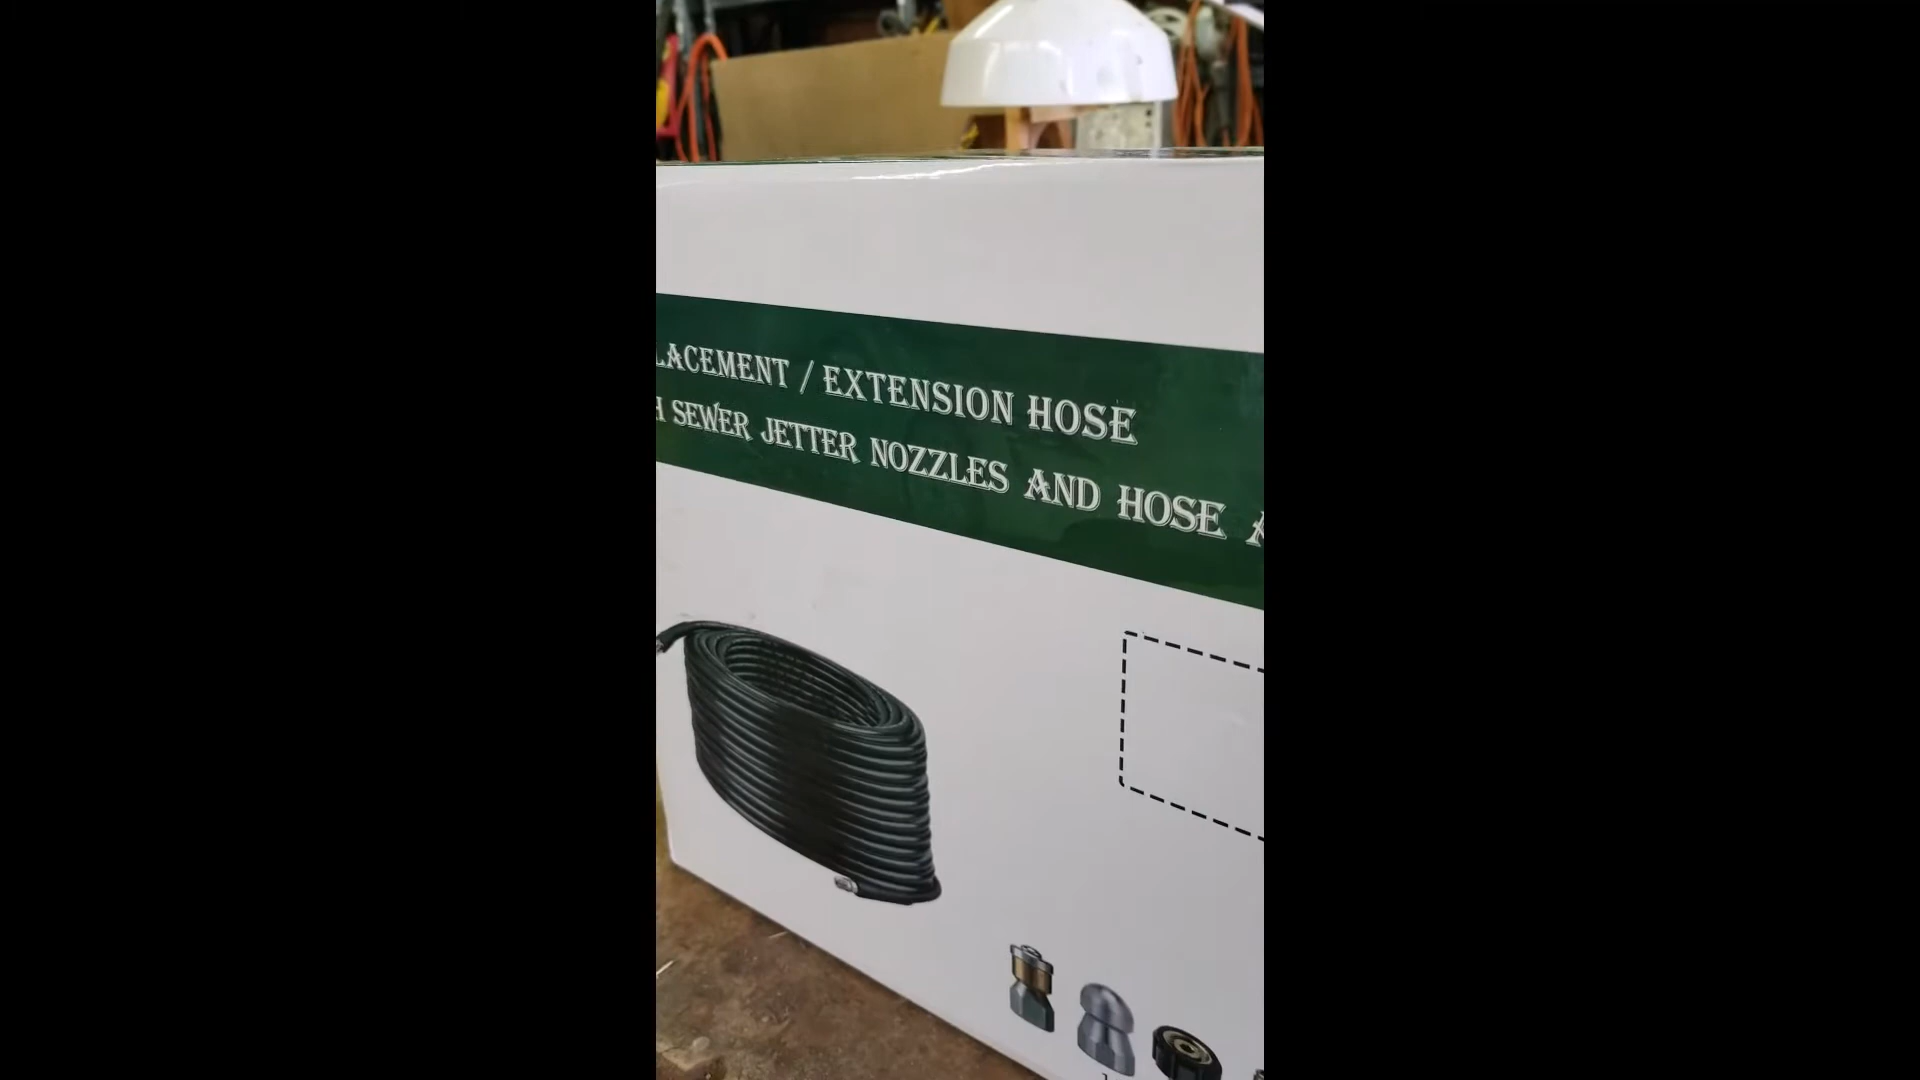 LACEMENT / EXTENSION HOSE
H SEWER JETTER NOZZLES AND HOSE A